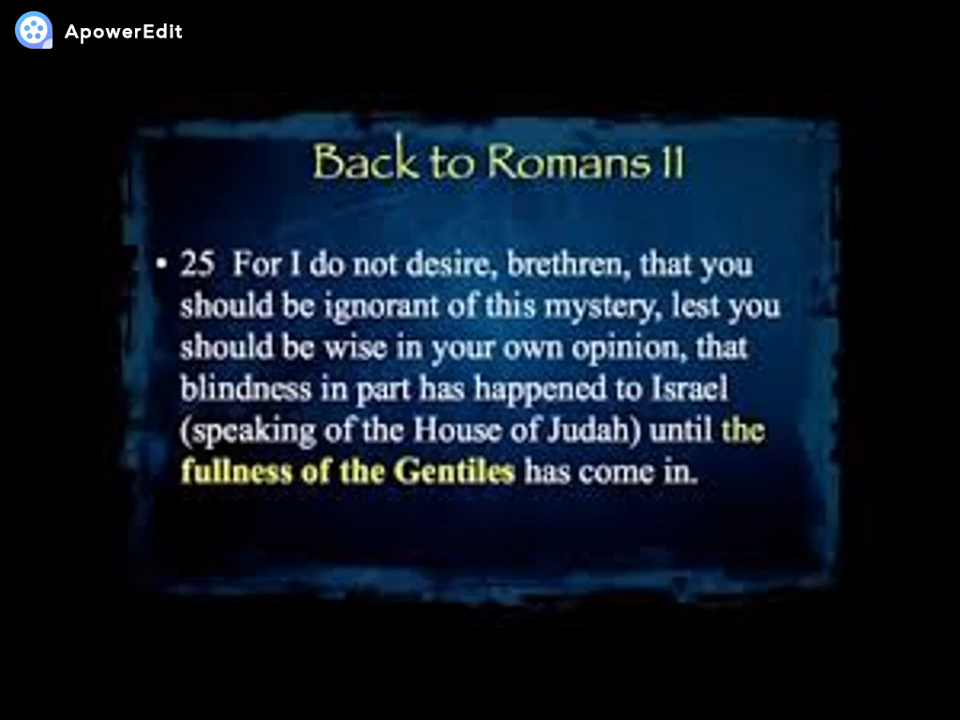 ApowerEdit
Back to Romans 11
• 25 For I do not desire, brethren, that you
should be ignorant of this mystery, lest you
should be wise in your own opinion, that
blindness in part has happened to Israel
(speaking of the House of Judah) until the
fullness of the Gentiles has come in.